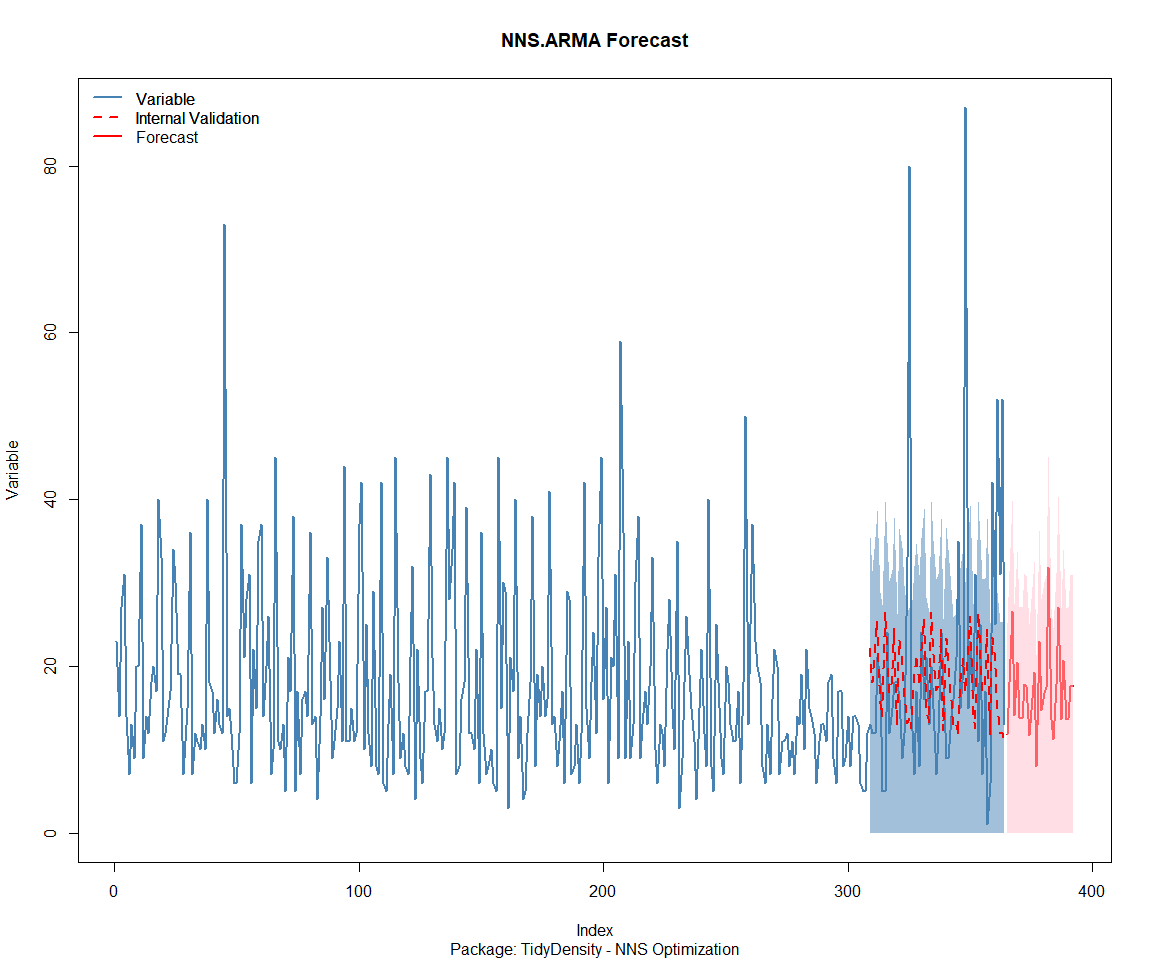 NNS.ARMA Forecast
Variable
Internal Validation
Forecast
Variable
80
60
40
20
0
0 100 200 300 400
Index
Package: TidyDensity - NNS Optimization